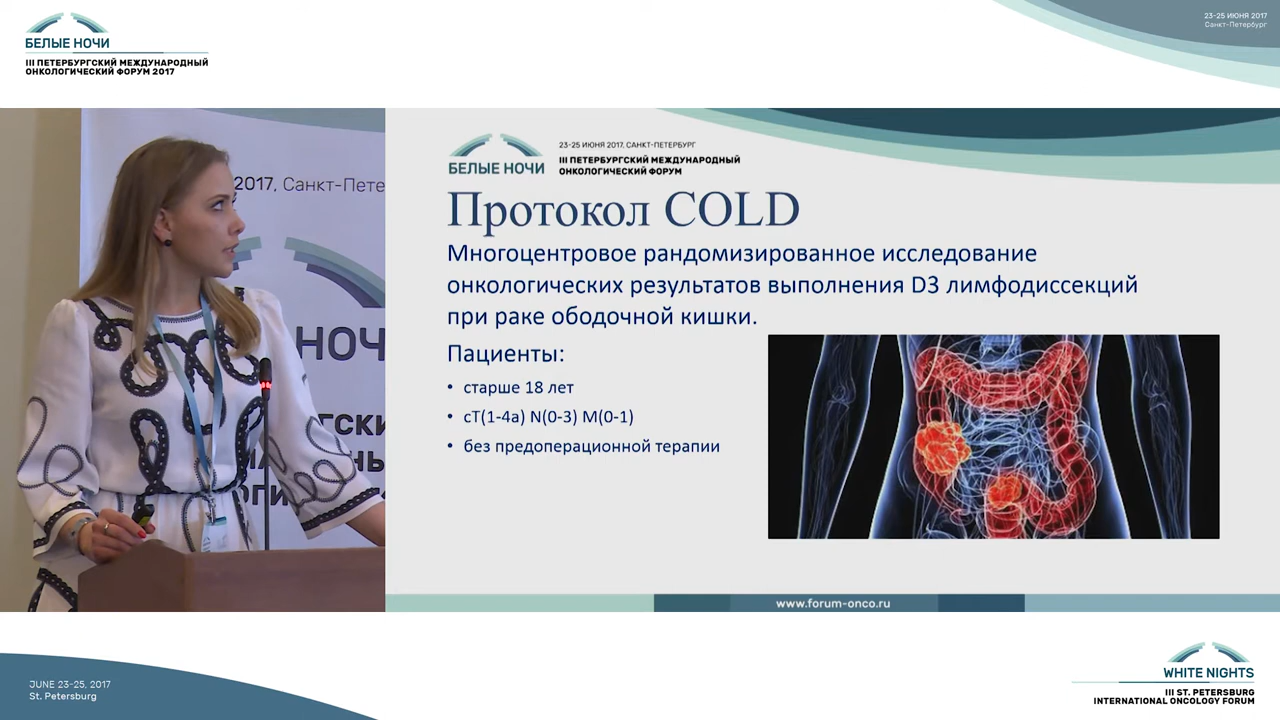 БЕЛЫЕ НОЧИ
III ПЕТЕРБУРГСКИЙ МЕЖДУНАРОДНЫЙ
ОНКОЛОГИЧЕСКИЙ ФОРУМ 2017
23-25 ИЮНЯ 2017
Санкт-Петербург
2017, Санкт-Пете
НОЧ
23-25 ИЮНЯ 2017, САНКТ-ПЕТЕРБУРГ
БЕЛЫЕ НОЧИ
III ПЕТЕРБУРГСКИЙ МЕЖДУНАРОДНЫЙ
ОНКОЛОГИЧЕСКИЙ ФОРУМ
Протокол COLD
Многоцентровое рандомизированное исследование
онкологических результатов выполнения D3 лимфодиссекций
при раке ободочной кишки.
Пациенты:
• старше 18 лет
• cT(1-4a) N(0-3) M(0-1)
• без предоперационной терапии
www.forum-onco.ru
JUNE 23-25, 2017
St. Petersburg
WHITE NIGHTS
III ST. PETERSBURG
INTERNATIONAL ONCOLOGY FORUM